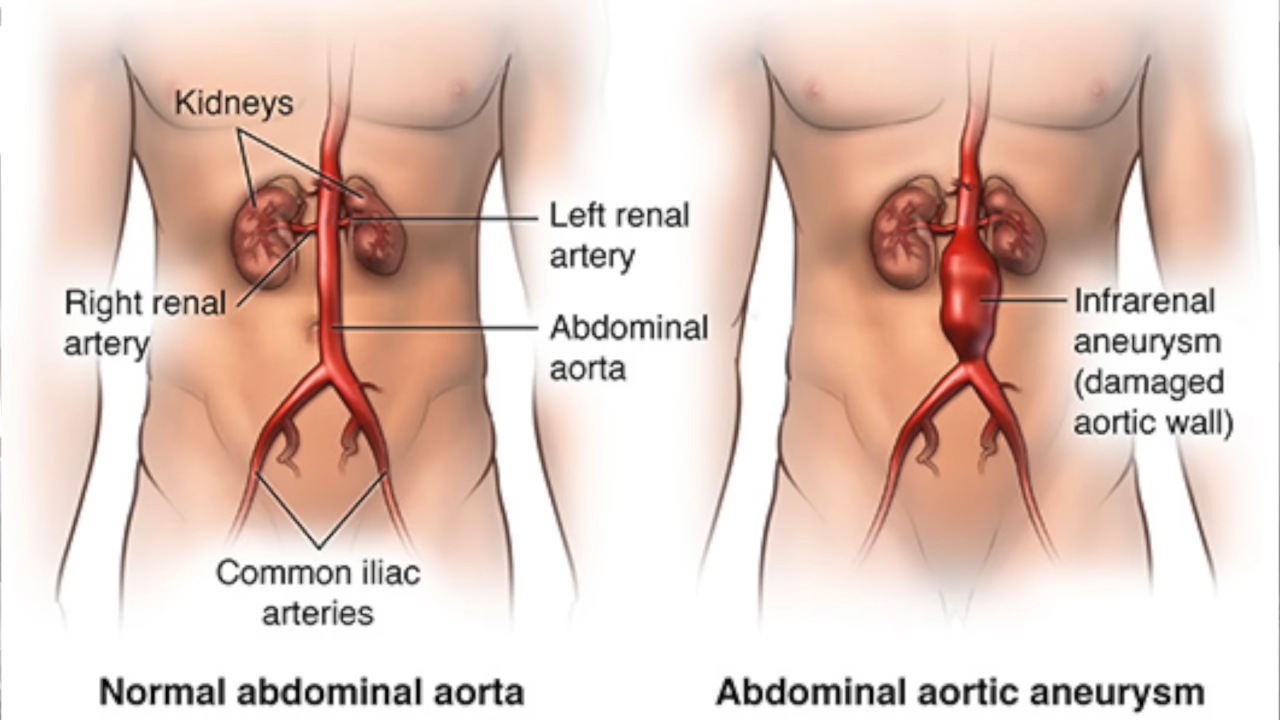 Kidneys
Left renal
artery
Right renal
artery
Abdominal
aorta
Common iliac
arteries
Normal abdominal aorta
Infrarenal
aneurysm
(damaged
aortic wall)
Abdominal aortic aneurysm